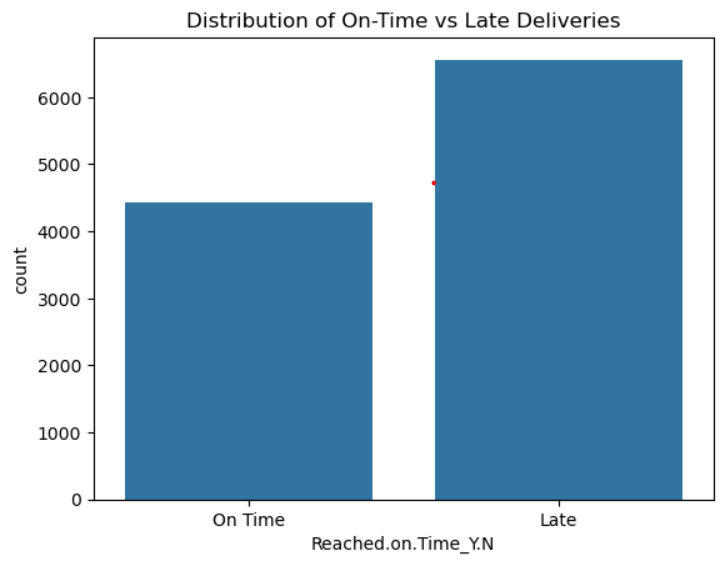 Distribution of On-Time vs Late Deliveries
6000
5000
4000
3000
2000
1000
0
count
On Time Late
Reached.on.Time_Y.N